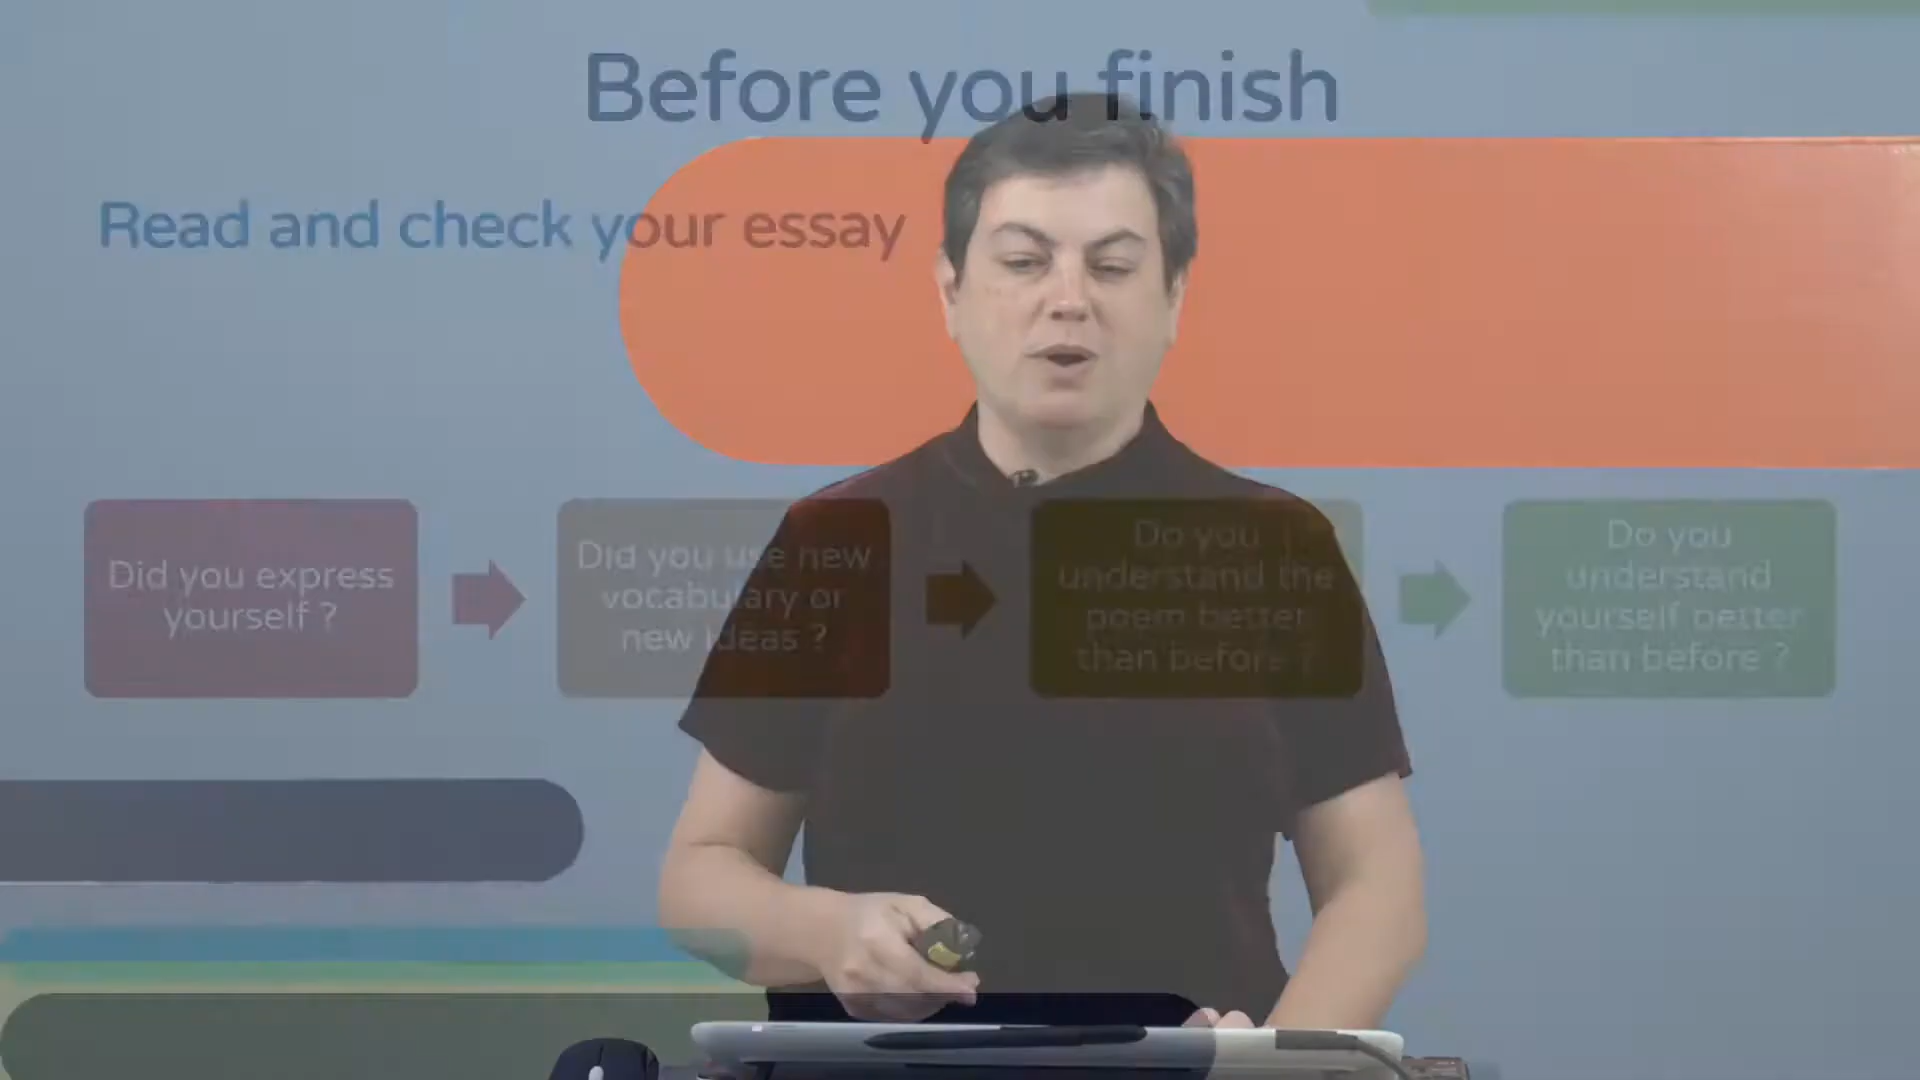 Before you finish
Read and check your essay
Did you express
yourself ?
Did you use new
vocabulary or
new ideas ?
Do you
understand the
poem better
than before ?
Do you
understand
yourself better
than before ?